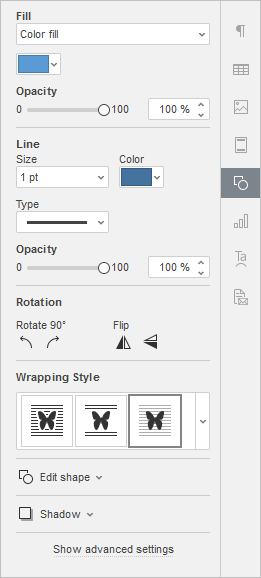 Fill
Color fill
Opacity
0 100 100 %
Line
Size Color
1 pt
Type
Opacity
0 100 100 %
Rotation
Rotate 90° Flip
Wrapping Style
Edit shape
Shadow
Show advanced settings
Ta